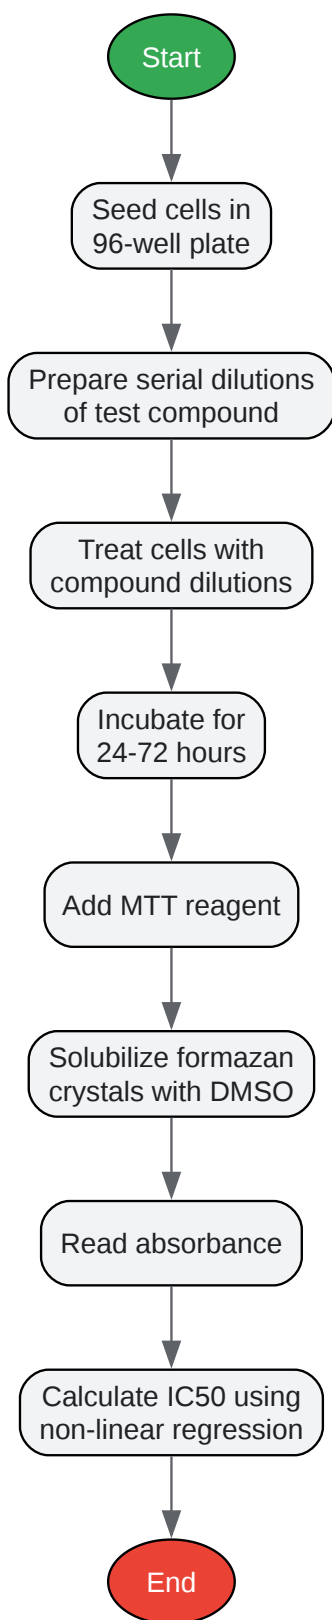 Start
Seed cells in
96-well plate
Prepare serial dilutions
of test compound
Treat cells with
compound dilutions
Incubate for
24-72 hours
Add MTT reagent
Solubilize formazan
crystals with DMSO
Read absorbance
Calculate IC50 using
non-linear regression
End